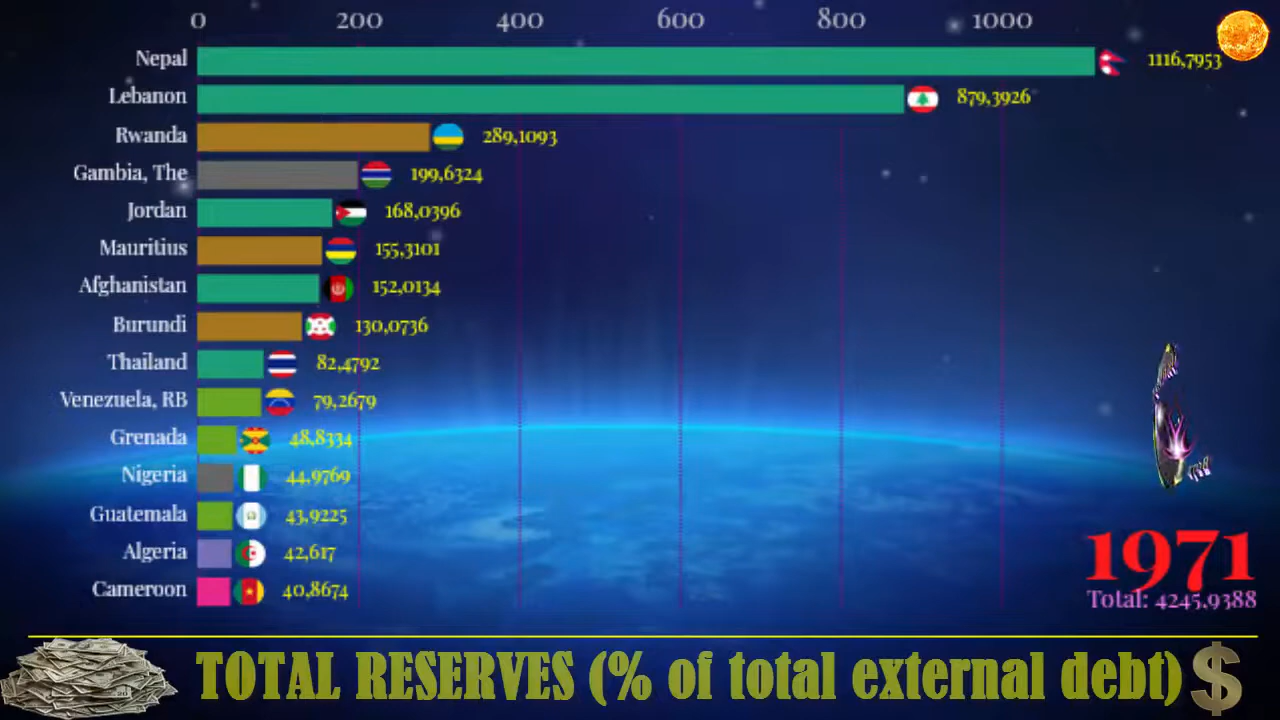 0 200 400 600 800 1000
Nepal 1116,7953
Lebanon 879,3926
Rwanda 289,1093
Gambia, The 199,6324
Jordan 168,0396
Mauritius 155,3101
Afghanistan 152,0134
Burundi 130,0736
Thailand 82,4792
Venezuela, RB 79,2679
Grenada 48,8334
Nigeria 44,9769
Guatemala 43,9225
Algeria 42,617
Cameroon 40,8674
1971
Total: 4245,9388
TOTAL RESERVES (% of total external debt) $